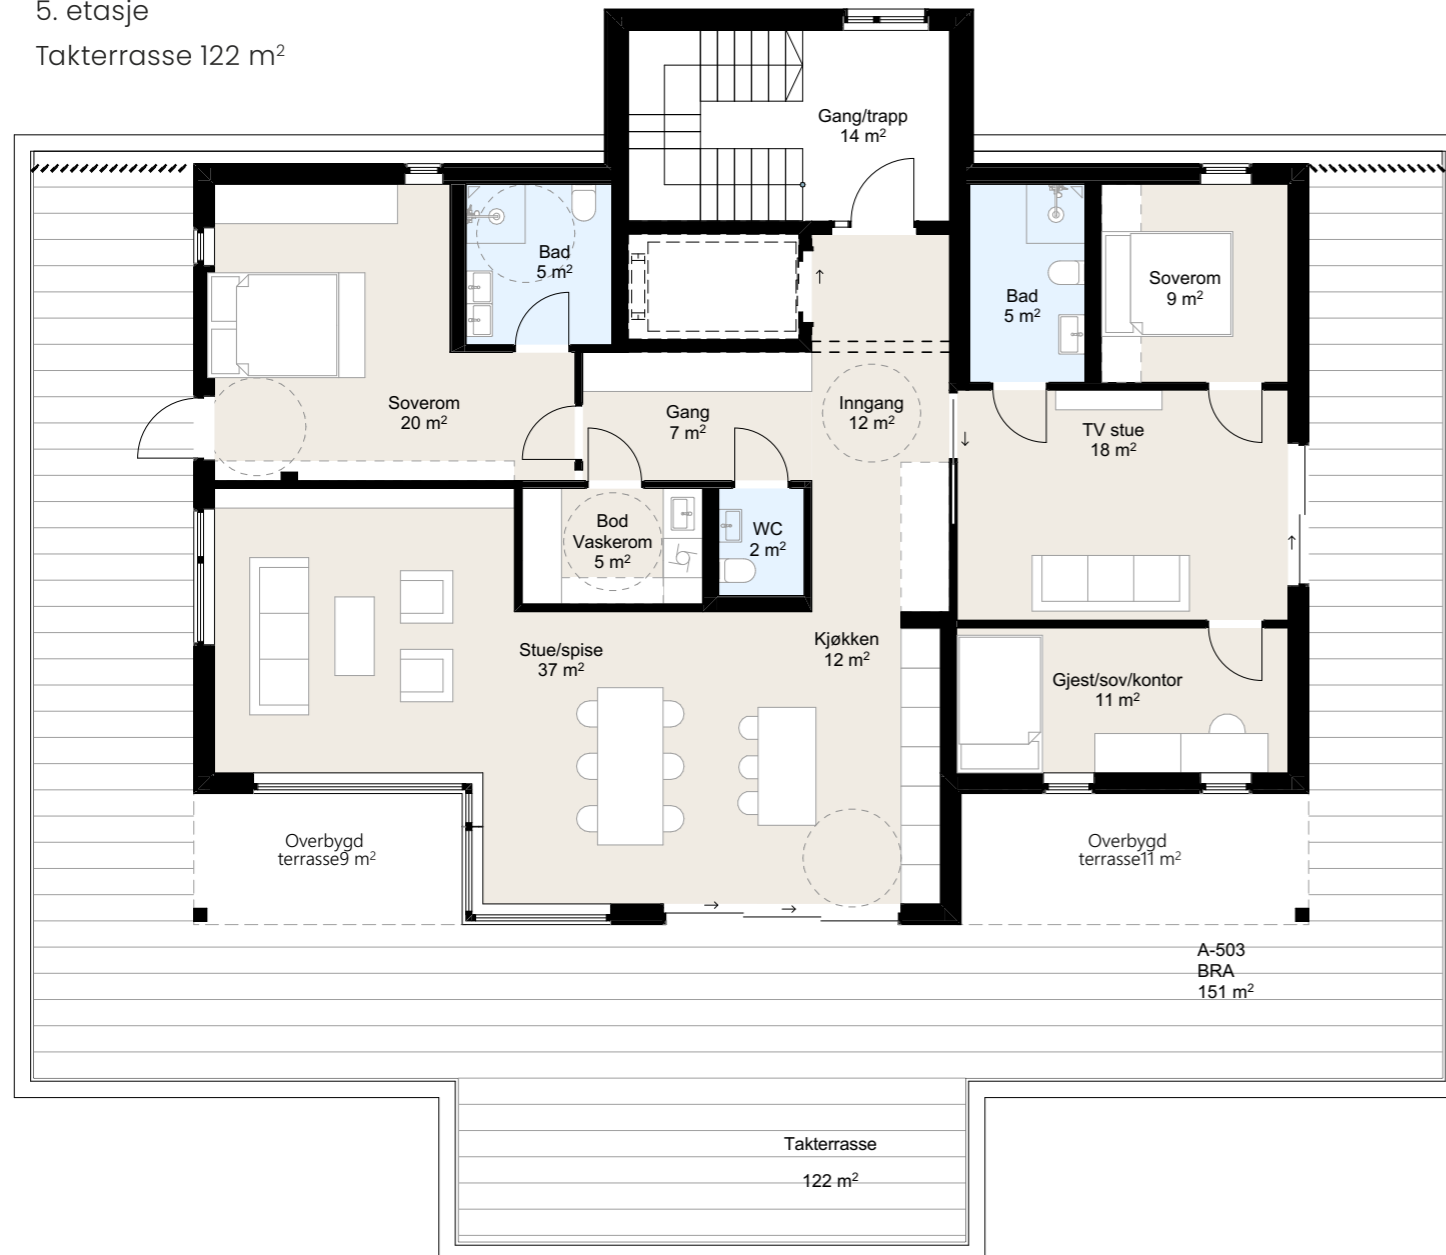 5. etasje
Takterrasse 122 m²
Gang/trapp
14 m²
Bad
5 m²
Bad
5 m²
Soverom
9 m²
Soverom
20 m²
Gang
7 m²
Inngang
12 m²
TV stue
18 m²
Bod
Vaskerom
5 m²
WC
2 m²
Stue/spise
37 m²
Kjøkken
12 m²
Gjest/sov/kontor
11 m²
Overbygd
terrasse9 m²
Overbygd
terrasse11 m²
A-503
BRA
151 m²
Takterrasse
122 m²